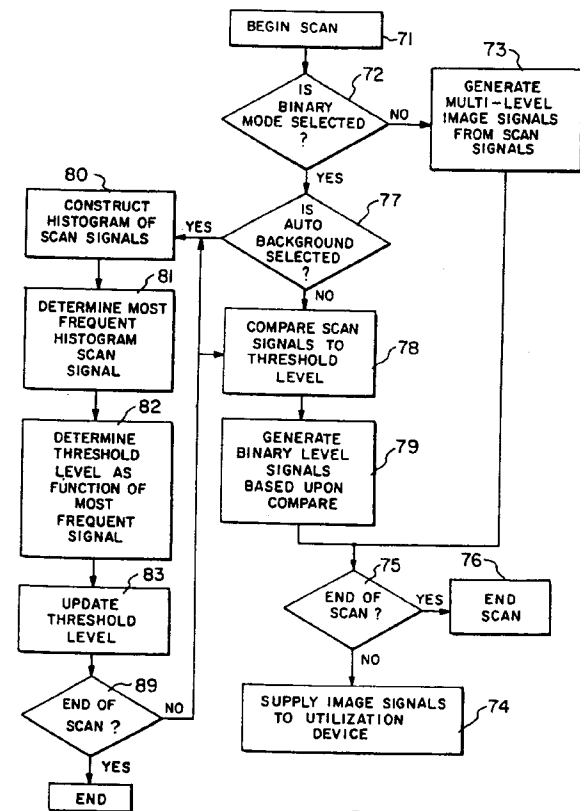 BEGIN SCAN
71
IS
BINARY
MODE SELECTED
?
72
NO
YES
73
GENERATE
MULTI-LEVEL
IMAGE SIGNALS
FROM SCAN
SIGNALS
IS
AUTO
BACKGROUND
SELECTED
?
77
YES
NO
80
CONSTRUCT
HISTOGRAM OF
SCAN SIGNALS
81
DETERMINE MOST
FREQUENT
HISTOGRAM SCAN
SIGNAL
82
DETERMINE
THRESHOLD
LEVEL AS
FUNCTION OF
MOST
FREQUENT
SIGNAL
83
UPDATE
THRESHOLD
LEVEL
89
END OF
SCAN ?
NO
YES
END
COMPARE SCAN
SIGNALS TO
THRESHOLD
LEVEL
78
GENERATE
BINARY LEVEL
SIGNALS
BASED UPON
COMPARE
79
75
END OF
SCAN ?
YES
NO
76
END
SCAN
SUPPLY IMAGE SIGNALS
TO UTILIZATION
DEVICE
74